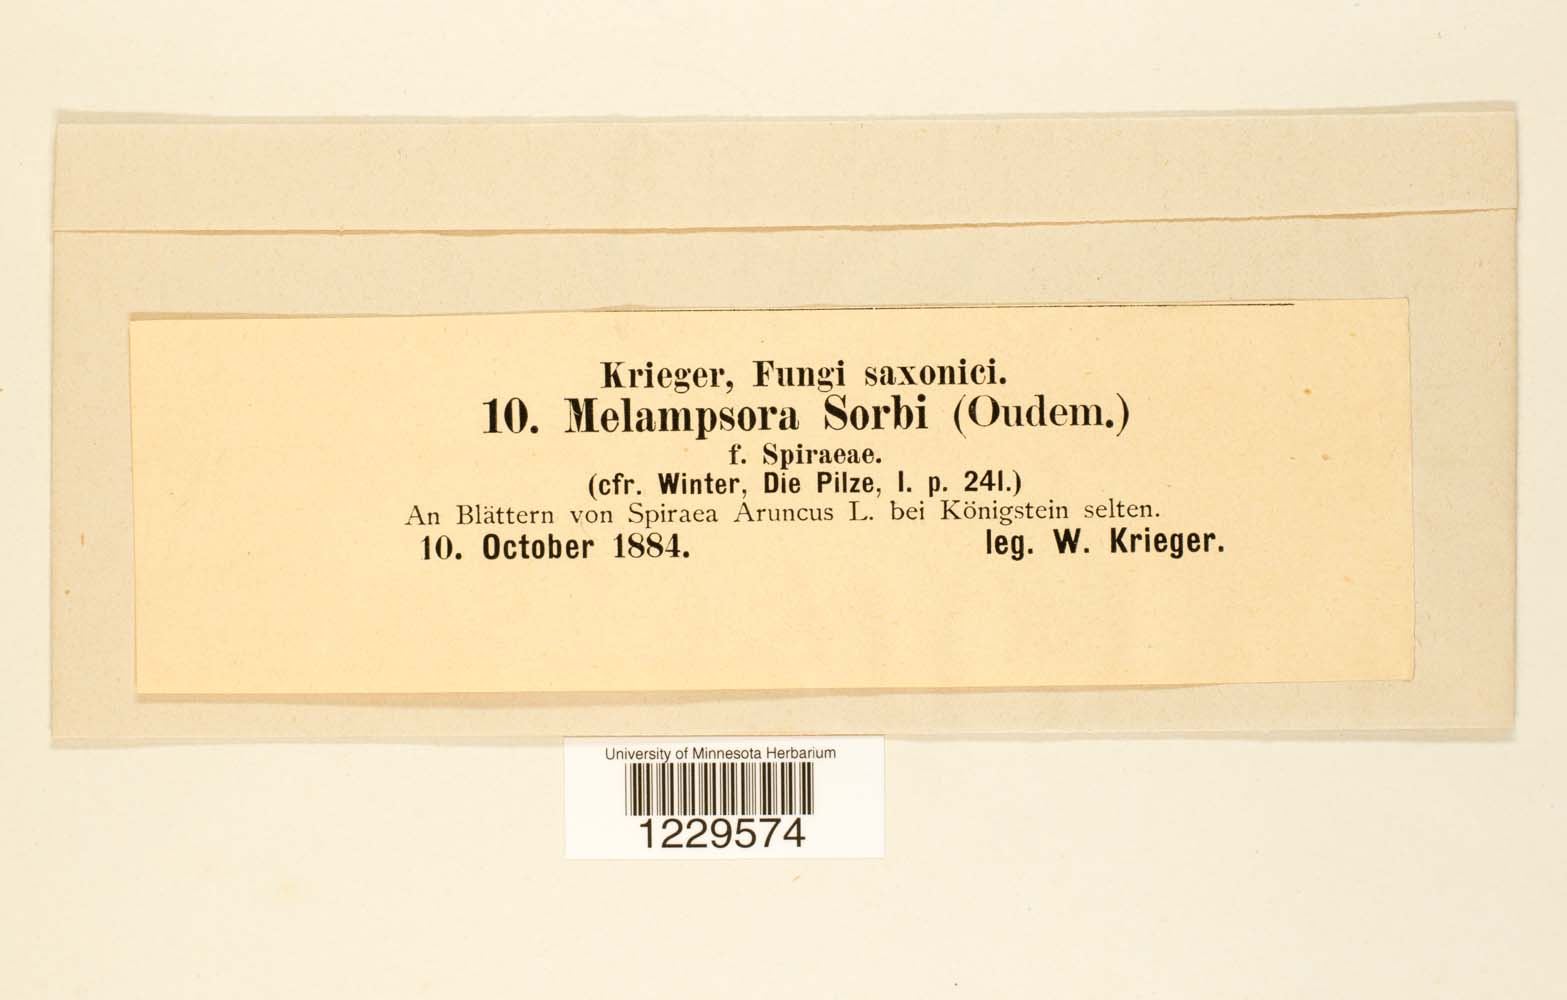 Krieger, Fungi saxonici.
10. Melampsora Sorbi (Oudem.)
f. Spiraeae.
(cfr. Winter, Die Pilze, I. p. 241.)
An Blättern von Spiraea Aruncus L. bei Königstein selten.
10. October 1884. leg. W. Krieger.
University of Minnesota Herbarium
1229574